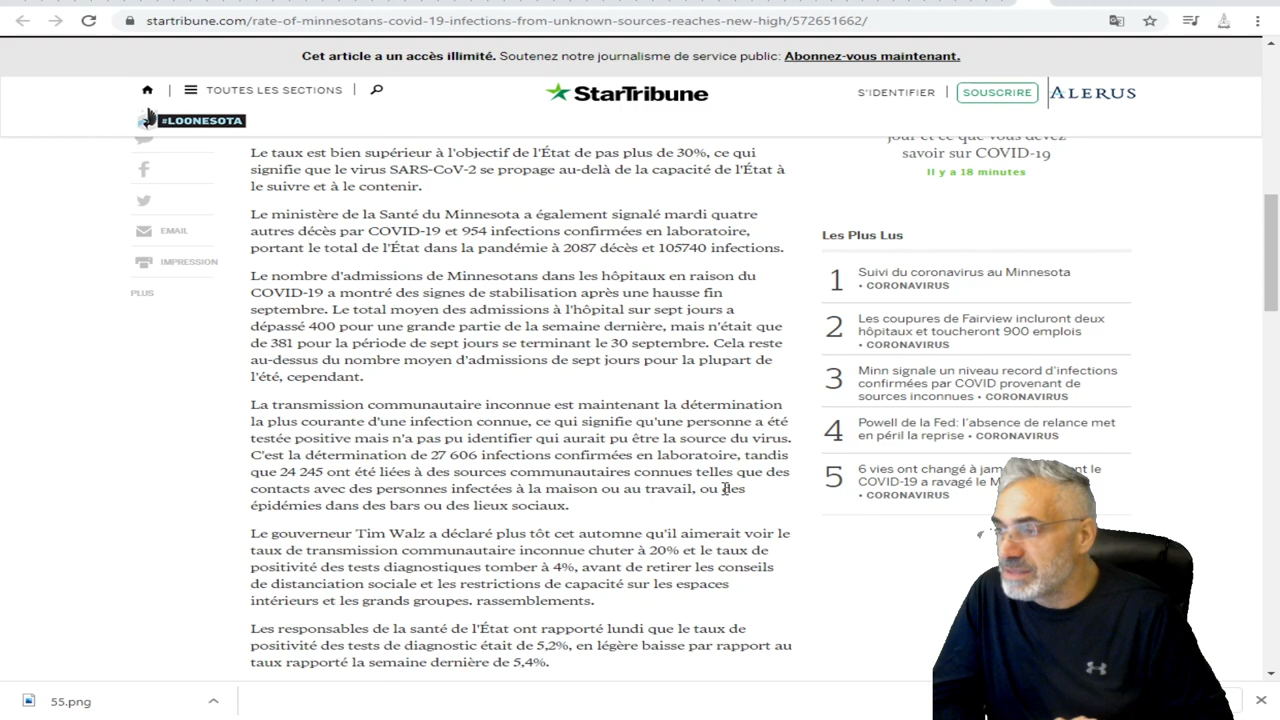 startribune.com/rate-of-minnesotans-covid-19-infections-from-unknown-sources-reaches-new-high/572651662/
Cet article a un accès illimité. Soutenez notre journalisme de service public: Abonnez-vous maintenant.
TOUTES LES SECTIONS
StarTribune
S'IDENTIFIER
SOUSCRIRE
ALERUS
#LOONESOTA
EMAIL
IMPRESSION
PLUS
Le taux est bien supérieur à l'objectif de l'État de pas plus de 30%, ce qui
signifie que le virus SARS-CoV-2 se propage au-delà de la capacité de l'État à
le suivre et à le contenir.
Le ministère de la Santé du Minnesota a également signalé mardi quatre
autres décès par COVID-19 et 954 infections confirmées en laboratoire,
portant le total de l'État dans la pandémie à 2087 décès et 105740 infections.
Le nombre d'admissions de Minnesotans dans les hôpitaux en raison du
COVID-19 a montré des signes de stabilisation après une hausse fin
septembre. Le total moyen des admissions à l'hôpital sur sept jours a
dépassé 400 pour une grande partie de la semaine dernière, mais n'était que
de 381 pour la période de sept jours se terminant le 30 septembre. Cela reste
au-dessus du nombre moyen d'admissions de sept jours pour la plupart de
l'été, cependant.
La transmission communautaire inconnue est maintenant la détermination
la plus courante d'une infection connue, ce qui signifie qu'une personne a été
testée positive mais n'a pas pu identifier qui aurait pu être la source du virus.
C'est la détermination de 27 606 infections confirmées en laboratoire, tandis
que 24 245 ont été liées à des sources communautaires connues telles que des
contacts avec des personnes infectées à la maison ou au travail, ou des
épidémies dans des bars ou des lieux sociaux.
Le gouverneur Tim Walz a déclaré plus tôt cet automne qu'il aimerait voir le
taux de transmission communautaire inconnue chuter à 20% et le taux de
positivité des tests diagnostiques tomber à 4%, avant de retirer les conseils
de distanciation sociale et les restrictions de capacité sur les espaces
intérieurs et les grands groupes. rassemblements.
Les responsables de la santé de l'État ont rapporté lundi que le taux de
positivité des tests de diagnostic était de 5,2%, en légère baisse par rapport au
taux rapporté la semaine dernière de 5,4%.
jour et ce que vous devez
savoir sur COVID-19
Il y a 18 minutes
Les Plus Lus
1 Suivi du coronavirus au Minnesota
• CORONAVIRUS
2 Les coupures de Fairview incluront deux
hôpitaux et toucheront 900 emplois
• CORONAVIRUS
3 Minn signale un niveau record d'infections
confirmées par COVID provenant de
sources inconnues • CORONAVIRUS
4 Powell de la Fed: l'absence de relance met
en péril la reprise • CORONAVIRUS
5 6 vies ont changé à le
COVID-19 a ravagé le
• CORONAVIRUS
55.png